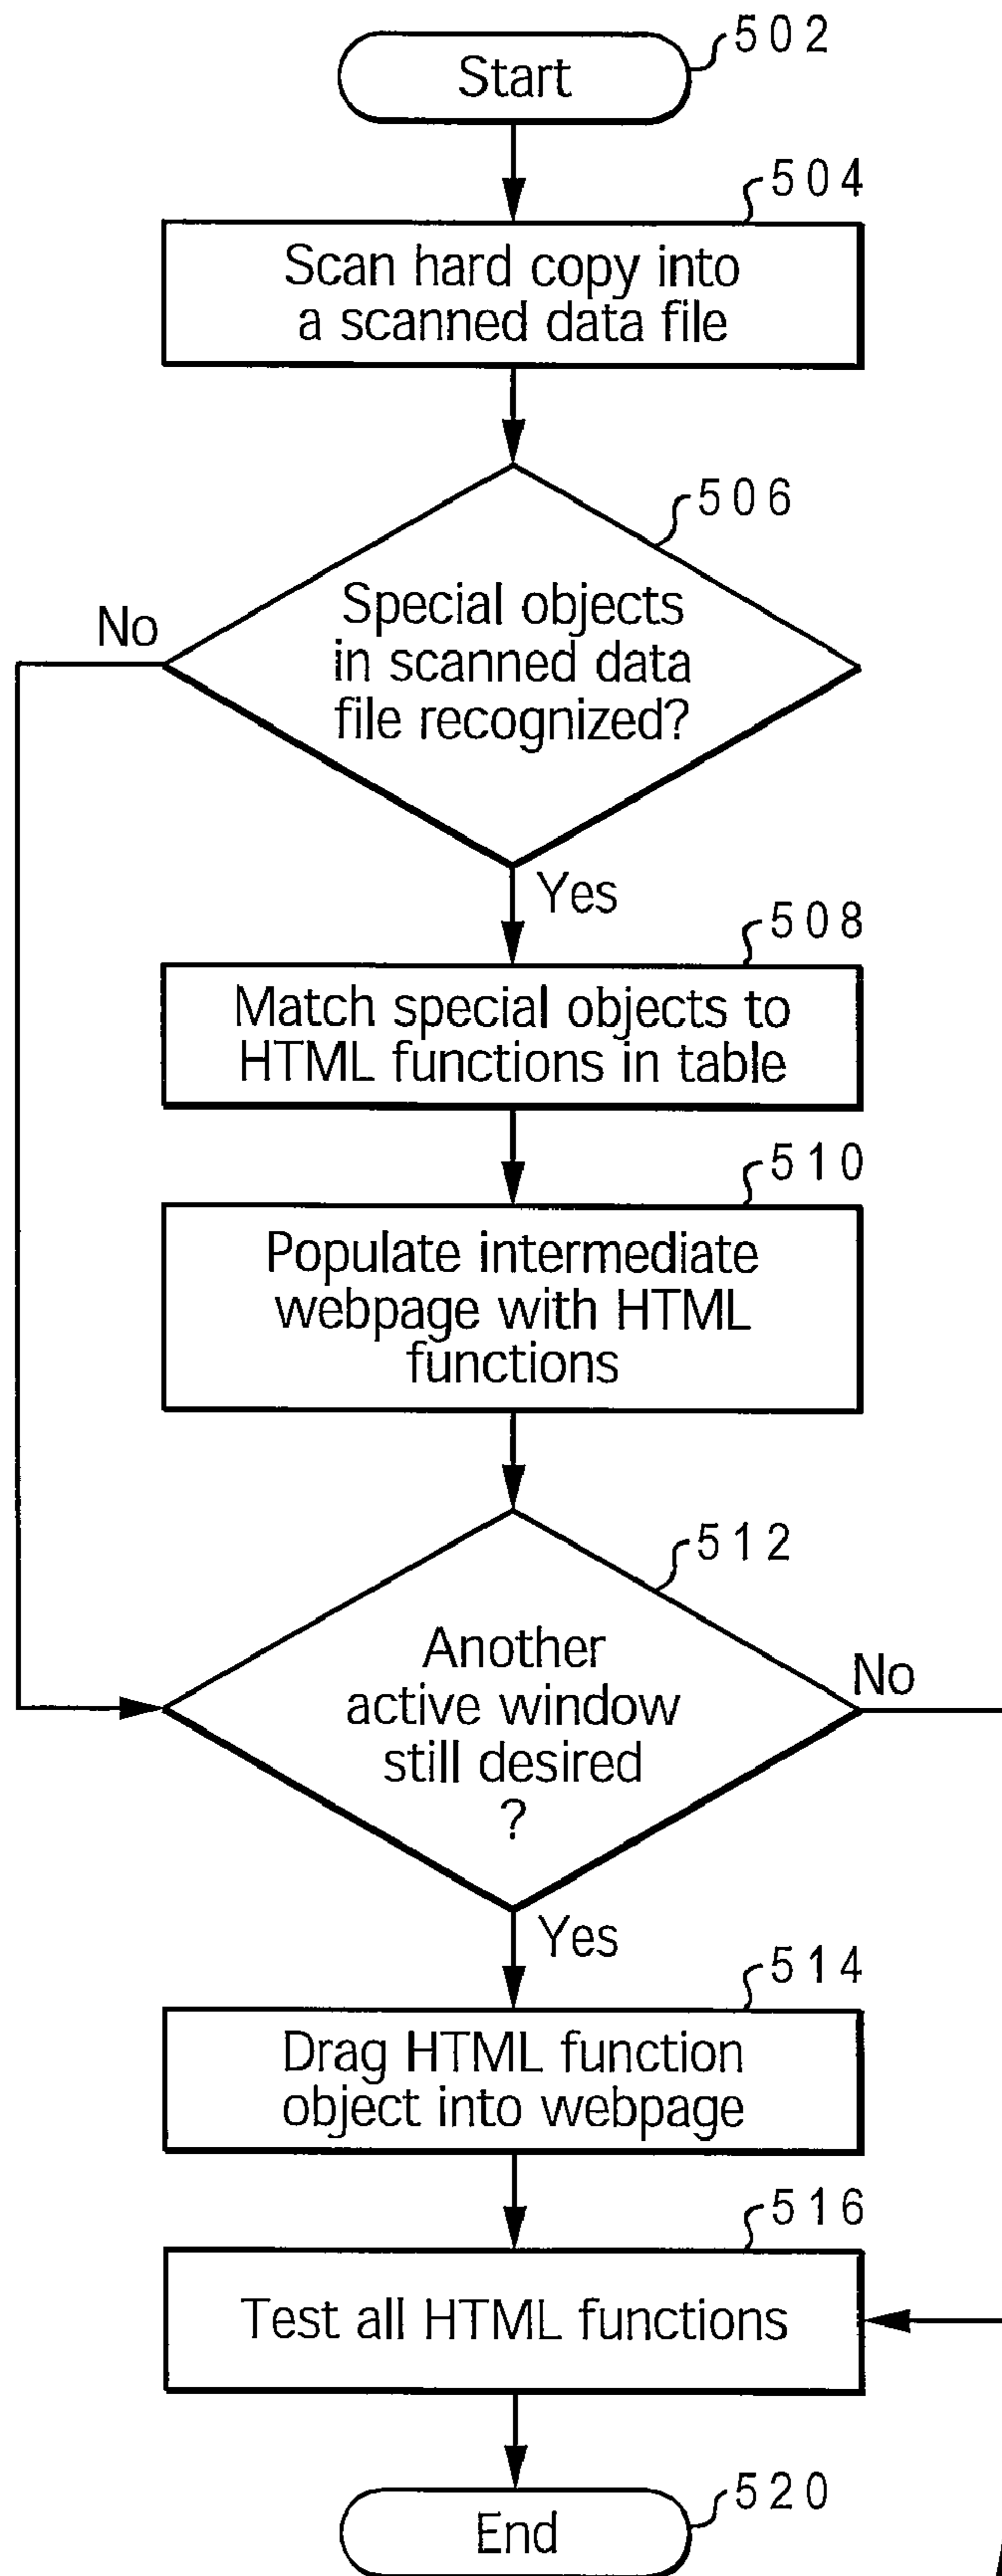 502
Start
504
Scan hard copy into
a scanned data file
506
Special objects
in scanned data
file recognized?
No
Yes
508
Match special objects to
HTML functions in table
510
Populate intermediate
webpage with HTML
functions
512
Another
active window
still desired
?
No
Yes
514
Drag HTML function
object into webpage
516
Test all HTML functions
520
End